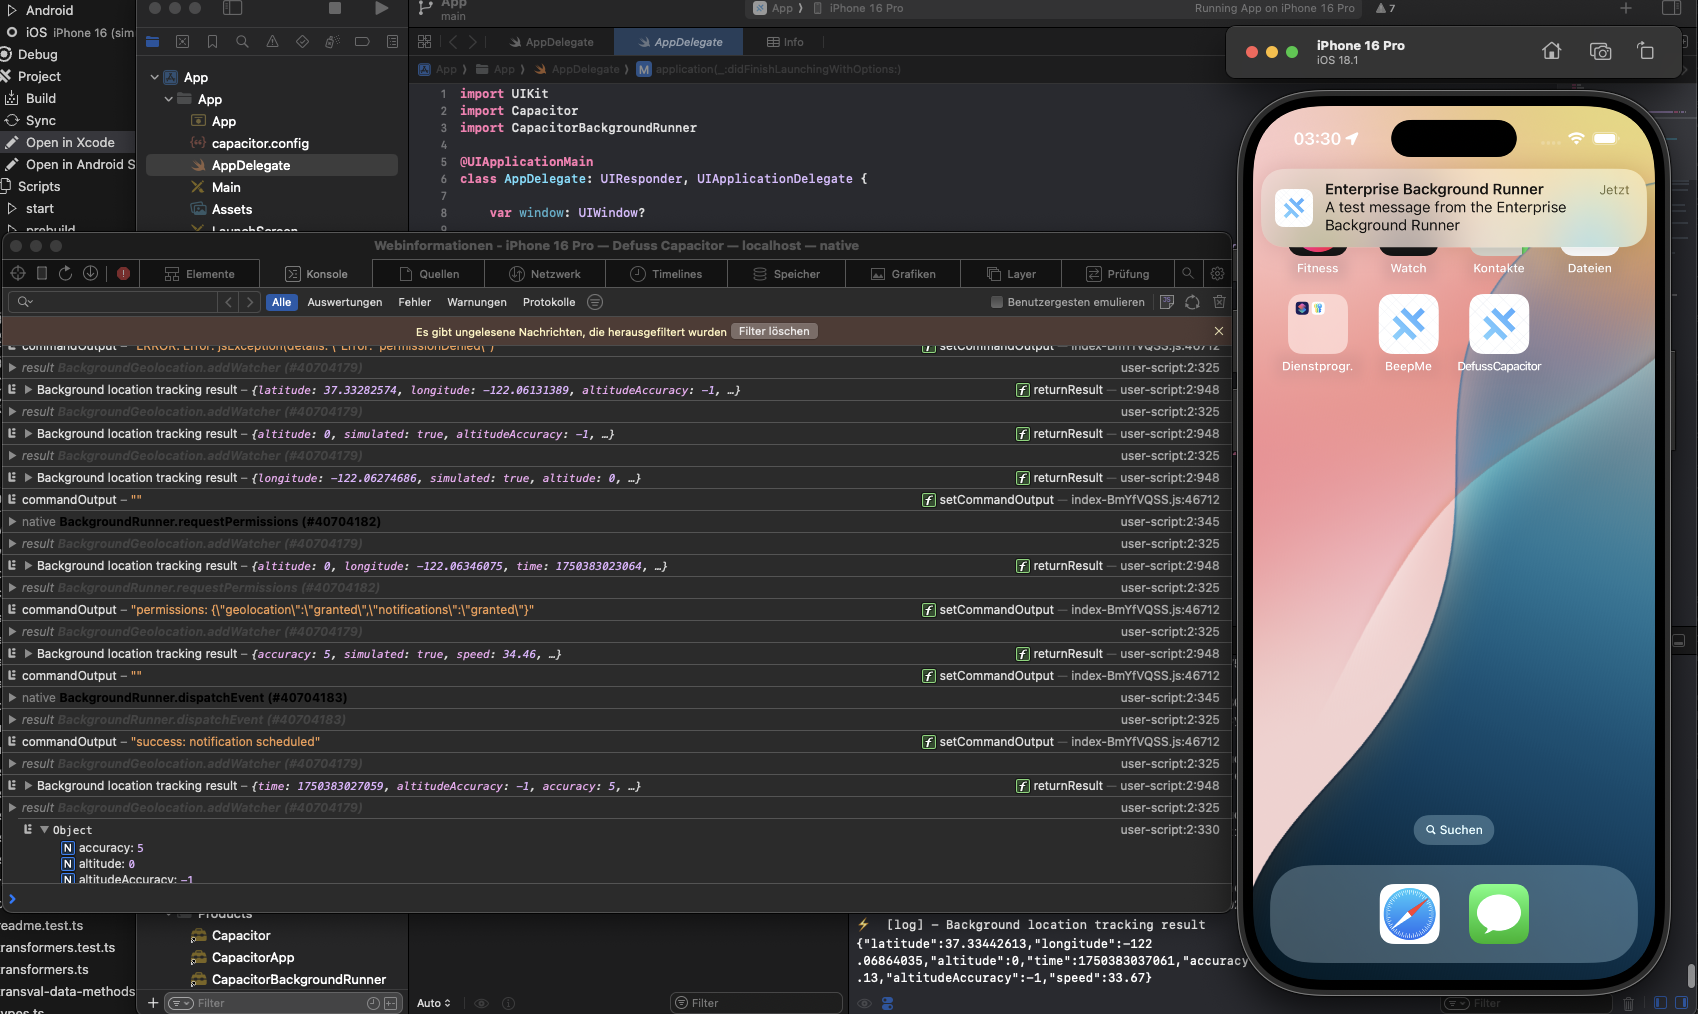 Android
iOS iPhone 16 (sim
Debug
Project
Build
Sync
Open in Xcode
Open in Android S
Scripts
start
prebuild
App
main
App
iPhone 16 Pro
Running App on iPhone 16 Pro
7
AppDelegate
AppDelegate
Info
App
App
AppDelegate
M application(_:didFinishLaunchingWithOptions:)
App
App
App
capacitor.config
AppDelegate
Main
Assets
LaunchScreen
1 import UIKit
2 import Capacitor
3 import CapacitorBackgroundRunner
4
5 @UIApplicationMain
6 class AppDelegate: UIResponder, UIApplicationDelegate {
7
8 var window: UIWindow?
9
Webinformationen - iPhone 16 Pro — Defuss Capacitor — localhost — native
Elemente
Konsole
Quellen
Netzwerk
Timelines
Speicher
Grafiken
Layer
Prüfung
Alle
Auswertungen
Fehler
Warnungen
Protokolle
Benutzergesten emulieren
Es gibt ungelesene Nachrichten, die herausgefiltert wurden
Filter löschen
commandOutput – "ERROR: Error: jsException(details: \"Error: permissionDenied\")" f setCommandOutput — index-BmYfVQSS.js:46712
result BackgroundGeolocation.addWatcher (#40704179) user-script:2:325
Background location tracking result – {latitude: 37.33282574, longitude: -122.06131389, altitudeAccuracy: -1, …} f returnResult — user-script:2:948
result BackgroundGeolocation.addWatcher (#40704179) user-script:2:325
Background location tracking result – {altitude: 0, simulated: true, altitudeAccuracy: -1, …} f returnResult — user-script:2:948
result BackgroundGeolocation.addWatcher (#40704179) user-script:2:325
Background location tracking result – {longitude: -122.06274686, simulated: true, altitude: 0, …} f returnResult — user-script:2:948
commandOutput – "" f setCommandOutput — index-BmYfVQSS.js:46712
native BackgroundRunner.requestPermissions (#40704182) user-script:2:345
result BackgroundGeolocation.addWatcher (#40704179) user-script:2:325
Background location tracking result – {altitude: 0, longitude: -122.06346075, time: 1750383023064, …} f returnResult — user-script:2:948
result BackgroundRunner.requestPermissions (#40704182) user-script:2:325
commandOutput – "permissions: {\"geolocation\":\"granted\",\"notifications\":\"granted\"}" f setCommandOutput — index-BmYfVQSS.js:46712
result BackgroundGeolocation.addWatcher (#40704179) user-script:2:325
Background location tracking result – {accuracy: 5, simulated: true, speed: 34.46, …} f returnResult — user-script:2:948
commandOutput – "" f setCommandOutput — index-BmYfVQSS.js:46712
native BackgroundRunner.dispatchEvent (#40704183) user-script:2:345
result BackgroundRunner.dispatchEvent (#40704183) user-script:2:325
commandOutput – "success: notification scheduled" f setCommandOutput — index-BmYfVQSS.js:46712
result BackgroundGeolocation.addWatcher (#40704179) user-script:2:325
Background location tracking result – {time: 1750383027059, altitudeAccuracy: -1, accuracy: 5, …} f returnResult — user-script:2:948
result BackgroundGeolocation.addWatcher (#40704179) user-script:2:325
Object user-script:2:330
N accuracy: 5
N altitude: 0
N altitudeAccuracy: -1
readme.test.ts
transformers.test.ts
transformers.ts
transval-data-methods
types.ts
Products
Capacitor
CapacitorApp
CapacitorBackgroundRunner
Filter
Auto
Filter
[log] - Background location tracking result
{"latitude":37.33442613,"longitude":-122
.06864035,"altitude":0,"time":1750383037061,"accuracy
.13,"altitudeAccuracy":-1,"speed":33.67}
Filter
iPhone 16 Pro
iOS 18.1
03:30
Enterprise Background Runner
Jetzt
A test message from the Enterprise
Background Runner
Fitness
Watch
Kontakte
Dateien
Dienstprogr.
BeepMe
DefussCapacitor
Suchen